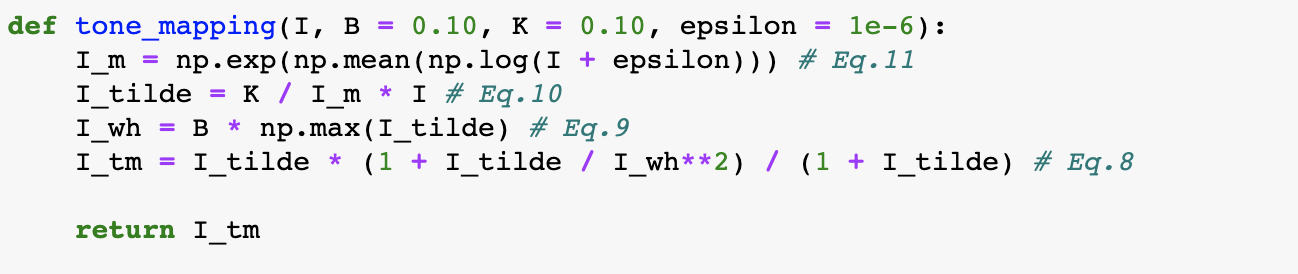 def tone_mapping(I, B = 0.10, K = 0.10, epsilon = 1e-6):
    I_m = np.exp(np.mean(np.log(I + epsilon))) # Eq.11
    I_tilde = K / I_m * I # Eq.10
    I_wh = B * np.max(I_tilde) # Eq.9
    I_tm = I_tilde * (1 + I_tilde / I_wh**2) / (1 + I_tilde) # Eq.8
    return I_tm